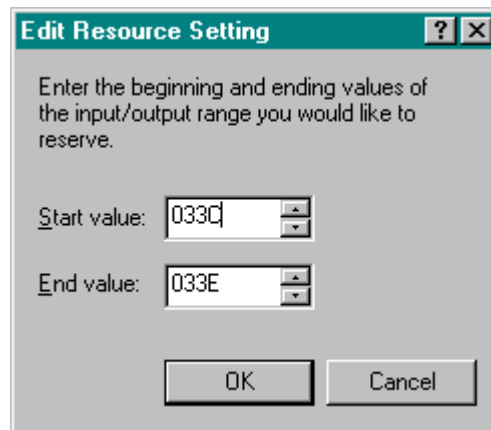 Edit Resource Setting
Enter the beginning and ending values of
the input/output range you would like to
reserve.
Start value: 033C
End value: 033E
OK Cancel